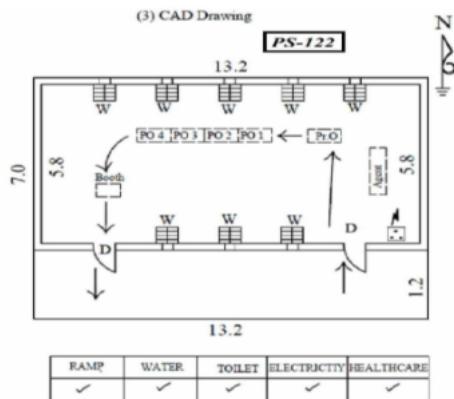 (3) CAD Drawing
PS-122
N
13.2
W W W W W
PO 4 PO 3 PO 2 PO 1 Pr.O
7.0
5.8
Booth
Agent
5.8
W W
D D
1.2
13.2
RAMP WATER TOILET ELECTRICTIY HEALTHCARE
✓ ✓ ✓ ✓ ✓